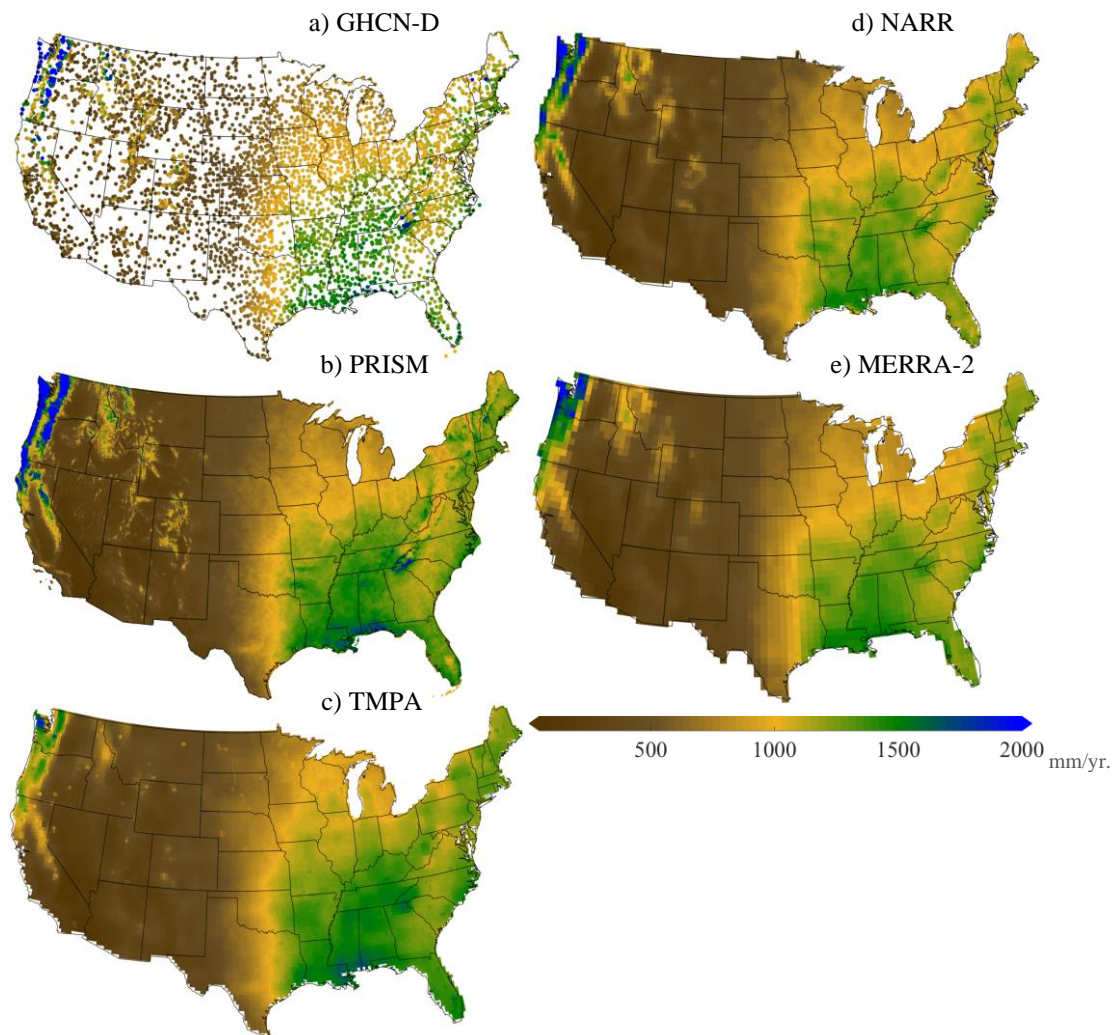 a) GHCN-D
d) NARR
b) PRISM
e) MERRA-2
c) TMPA
500 1000 1500 2000 mm/yr.